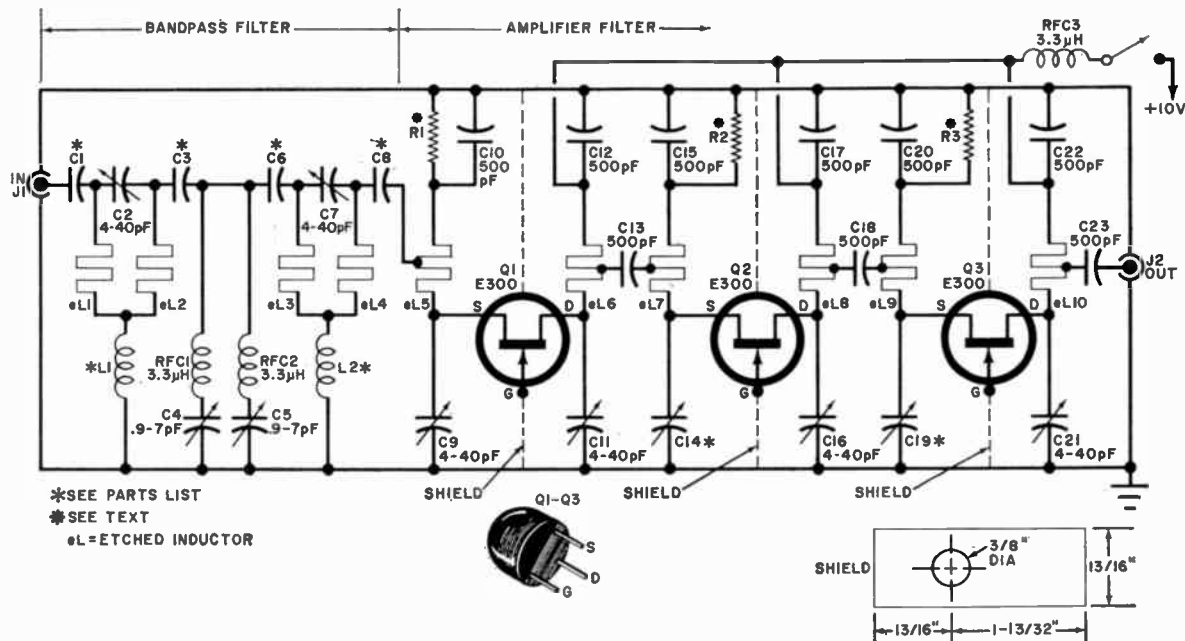 BANDPASS FILTER
AMPLIFIER FILTER
RFC3
3.3μH
+10V
*
C1
*
C3
*
C6
*
C8
IN
J1
C2
4-40pF
C7
4-40pF
*
R1
C10
500
pF
C12
500pF
C15
500pF
*
R2
C17
500pF
C20
500pF
*
R3
C22
500pF
C13
500pF
C18
500pF
C23
500pF
J2
OUT
Q1
E300
Q2
E300
Q3
E300
eL1
eL2
eL3
eL4
eL5
eL6
eL7
eL8
eL9
eL10
S
D
G
S
D
G
S
D
G
*L1
RFC1
3.3μH
RFC2
3.3μH
L2*
C4
.9-7pF
C5
.9-7pF
C9
4-40pF
C11
4-40pF
C14*
C16
4-40pF
C19*
C21
4-40pF
SHIELD
SHIELD
SHIELD
*SEE PARTS LIST
*SEE TEXT
eL=ETCHED INDUCTOR
Q1-Q3
S
D
G
SHIELD
3/8"
DIA
13/16"
13/16"
1-13/32"